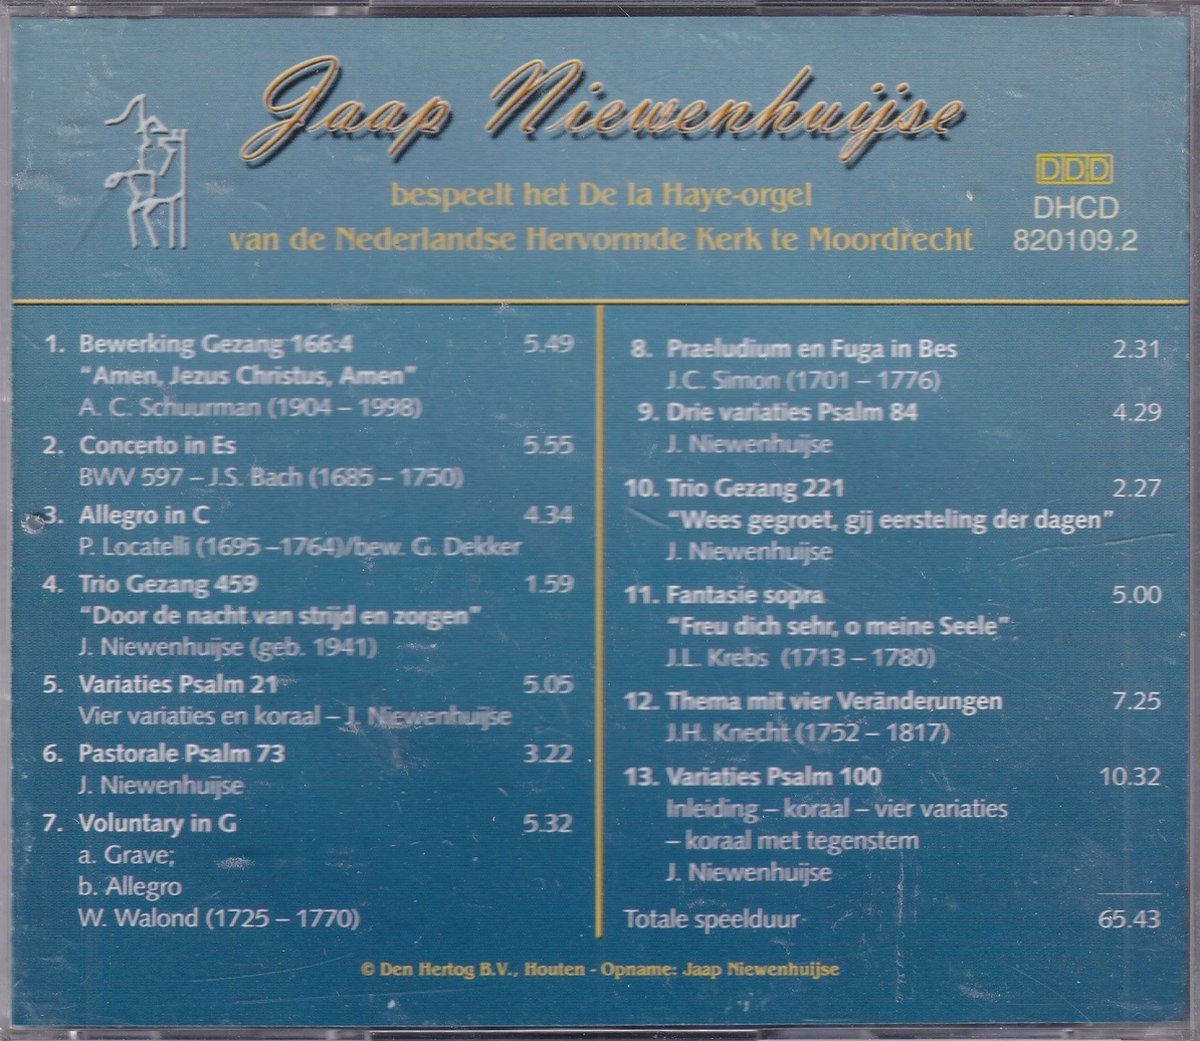 Jaap Niewenhuijse
bespeelt het De la Haye-orgel
van de Nederlandse Hervormde Kerk te Moordrecht
DDD
DHCD
820109.2
1. Bewerking Gezang 166:4 5.49
"Amen, Jezus Christus, Amen"
A. C. Schuurman (1904 – 1998)
2. Concerto in Es 5.55
BWV 597 – J.S. Bach (1685 – 1750)
3. Allegro in C 4.34
P. Locatelli (1695 –1764)/bew. G. Dekker
4. Trio Gezang 459 1.59
"Door de nacht van strijd en zorgen"
J. Niewenhuijse (geb. 1941)
5. Variaties Psalm 21 5.05
Vier variaties en koraal – J. Niewenhuijse
6. Pastorale Psalm 73 3.22
J. Niewenhuijse
7. Voluntary in G 5.32
a. Grave;
b. Allegro
W. Walond (1725 – 1770)
8. Praeludium en Fuga in Bes 2.31
J.C. Simon (1701 – 1776)
9. Drie variaties Psalm 84 4.29
J. Niewenhuijse
10. Trio Gezang 221 2.27
"Wees gegroet, gij eersteling der dagen"
J. Niewenhuijse
11. Fantasie sopra 5.00
"Freu dich sehr, o meine Seele"
J.L. Krebs (1713 – 1780)
12. Thema mit vier Veränderungen 7.25
J.H. Knecht (1752 – 1817)
13. Variaties Psalm 100 10.32
Inleiding – koraal – vier variaties
– koraal met tegenstem
J. Niewenhuijse
Totale speelduur 65.43
© Den Hertog B.V., Houten - Opname: Jaap Niewenhuijse